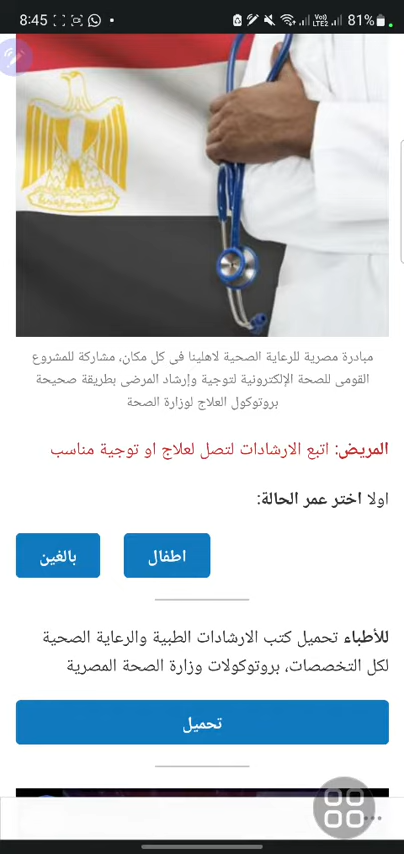 8:45
Vo)) LTE2 81%
مبادرة مصرية للرعاية الصحية لاهلينا فى كل مكان، مشاركة للمشروع
القومى للصحة الإلكترونية لتوجية وإرشاد المرضى بطريقة صحيحة
بروتوكول العلاج لوزارة الصحة
المريض: اتبع الارشادات لتصل لعلاج او توجية مناسب
اولا اختر عمر الحالة:
اطفال
بالغين
للأطباء تحميل كتب الارشادات الطبية والرعاية الصحية
لكل التخصصات، بروتوكولات وزارة الصحة المصرية
تحميل